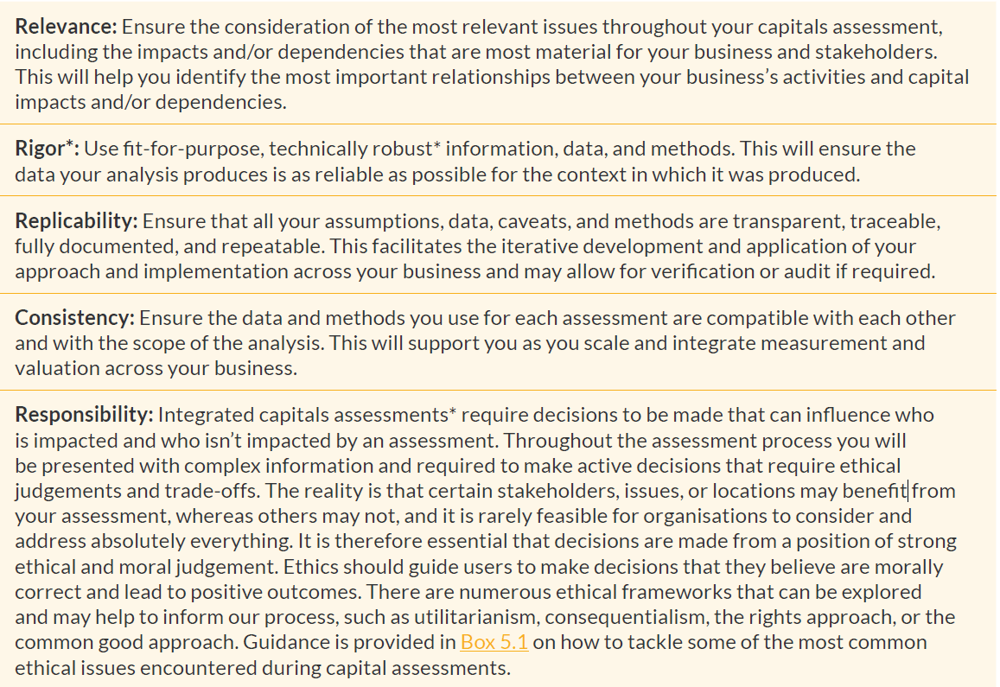 Relevance: Ensure the consideration of the most relevant issues throughout your capitals assessment,
including the impacts and/or dependencies that are most material for your business and stakeholders.
This will help you identify the most important relationships between your business's activities and capital
impacts and/or dependencies.
Rigor*: Use fit-for-purpose, technically robust* information, data, and methods. This will ensure the
data your analysis produces is as reliable as possible for the context in which it was produced.
Replicability: Ensure that all your assumptions, data, caveats, and methods are transparent, traceable,
fully documented, and repeatable. This facilitates the iterative development and application of your
approach and implementation across your business and may allow for verification or audit if required.
Consistency: Ensure the data and methods you use for each assessment are compatible with each other
and with the scope of the analysis. This will support you as you scale and integrate measurement and
valuation across your business.
Responsibility: Integrated capitals assessments* require decisions to be made that can influence who
is impacted and who isn't impacted by an assessment. Throughout the assessment process you will
be presented with complex information and required to make active decisions that require ethical
judgements and trade-offs. The reality is that certain stakeholders, issues, or locations may benefit from
your assessment, whereas others may not, and it is rarely feasible for organisations to consider and
address absolutely everything. It is therefore essential that decisions are made from a position of strong
ethical and moral judgement. Ethics should guide users to make decisions that they believe are morally
correct and lead to positive outcomes. There are numerous ethical frameworks that can be explored
and may help to inform our process, such as utilitarianism, consequentialism, the rights approach, or the
common good approach. Guidance is provided in Box 5.1 on how to tackle some of the most common
ethical issues encountered during capital assessments.